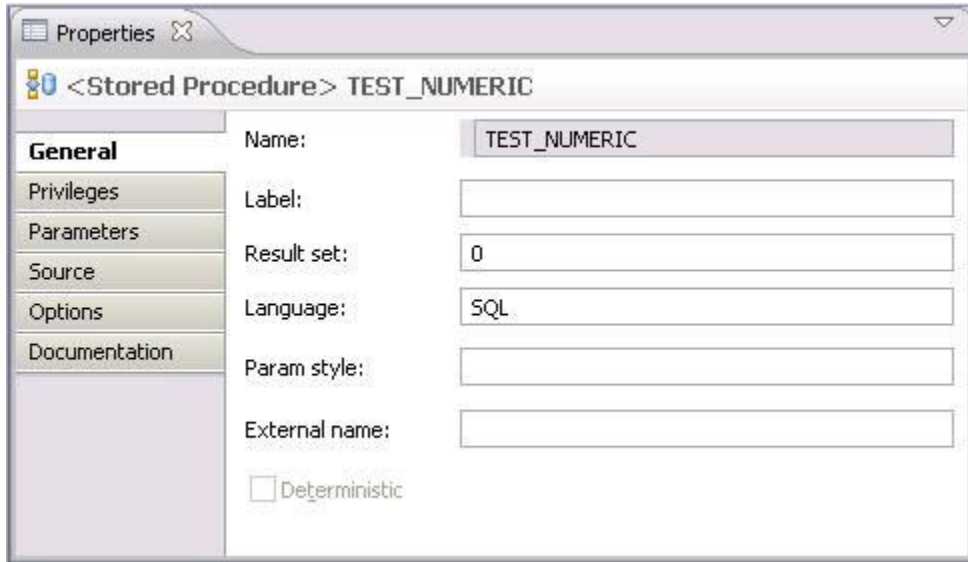 Properties
<Stored Procedure> TEST_NUMERIC
General
Privileges
Parameters
Source
Options
Documentation
Name: TEST_NUMERIC
Label:
Result set: 0
Language: SQL
Param style:
External name:
Deterministic